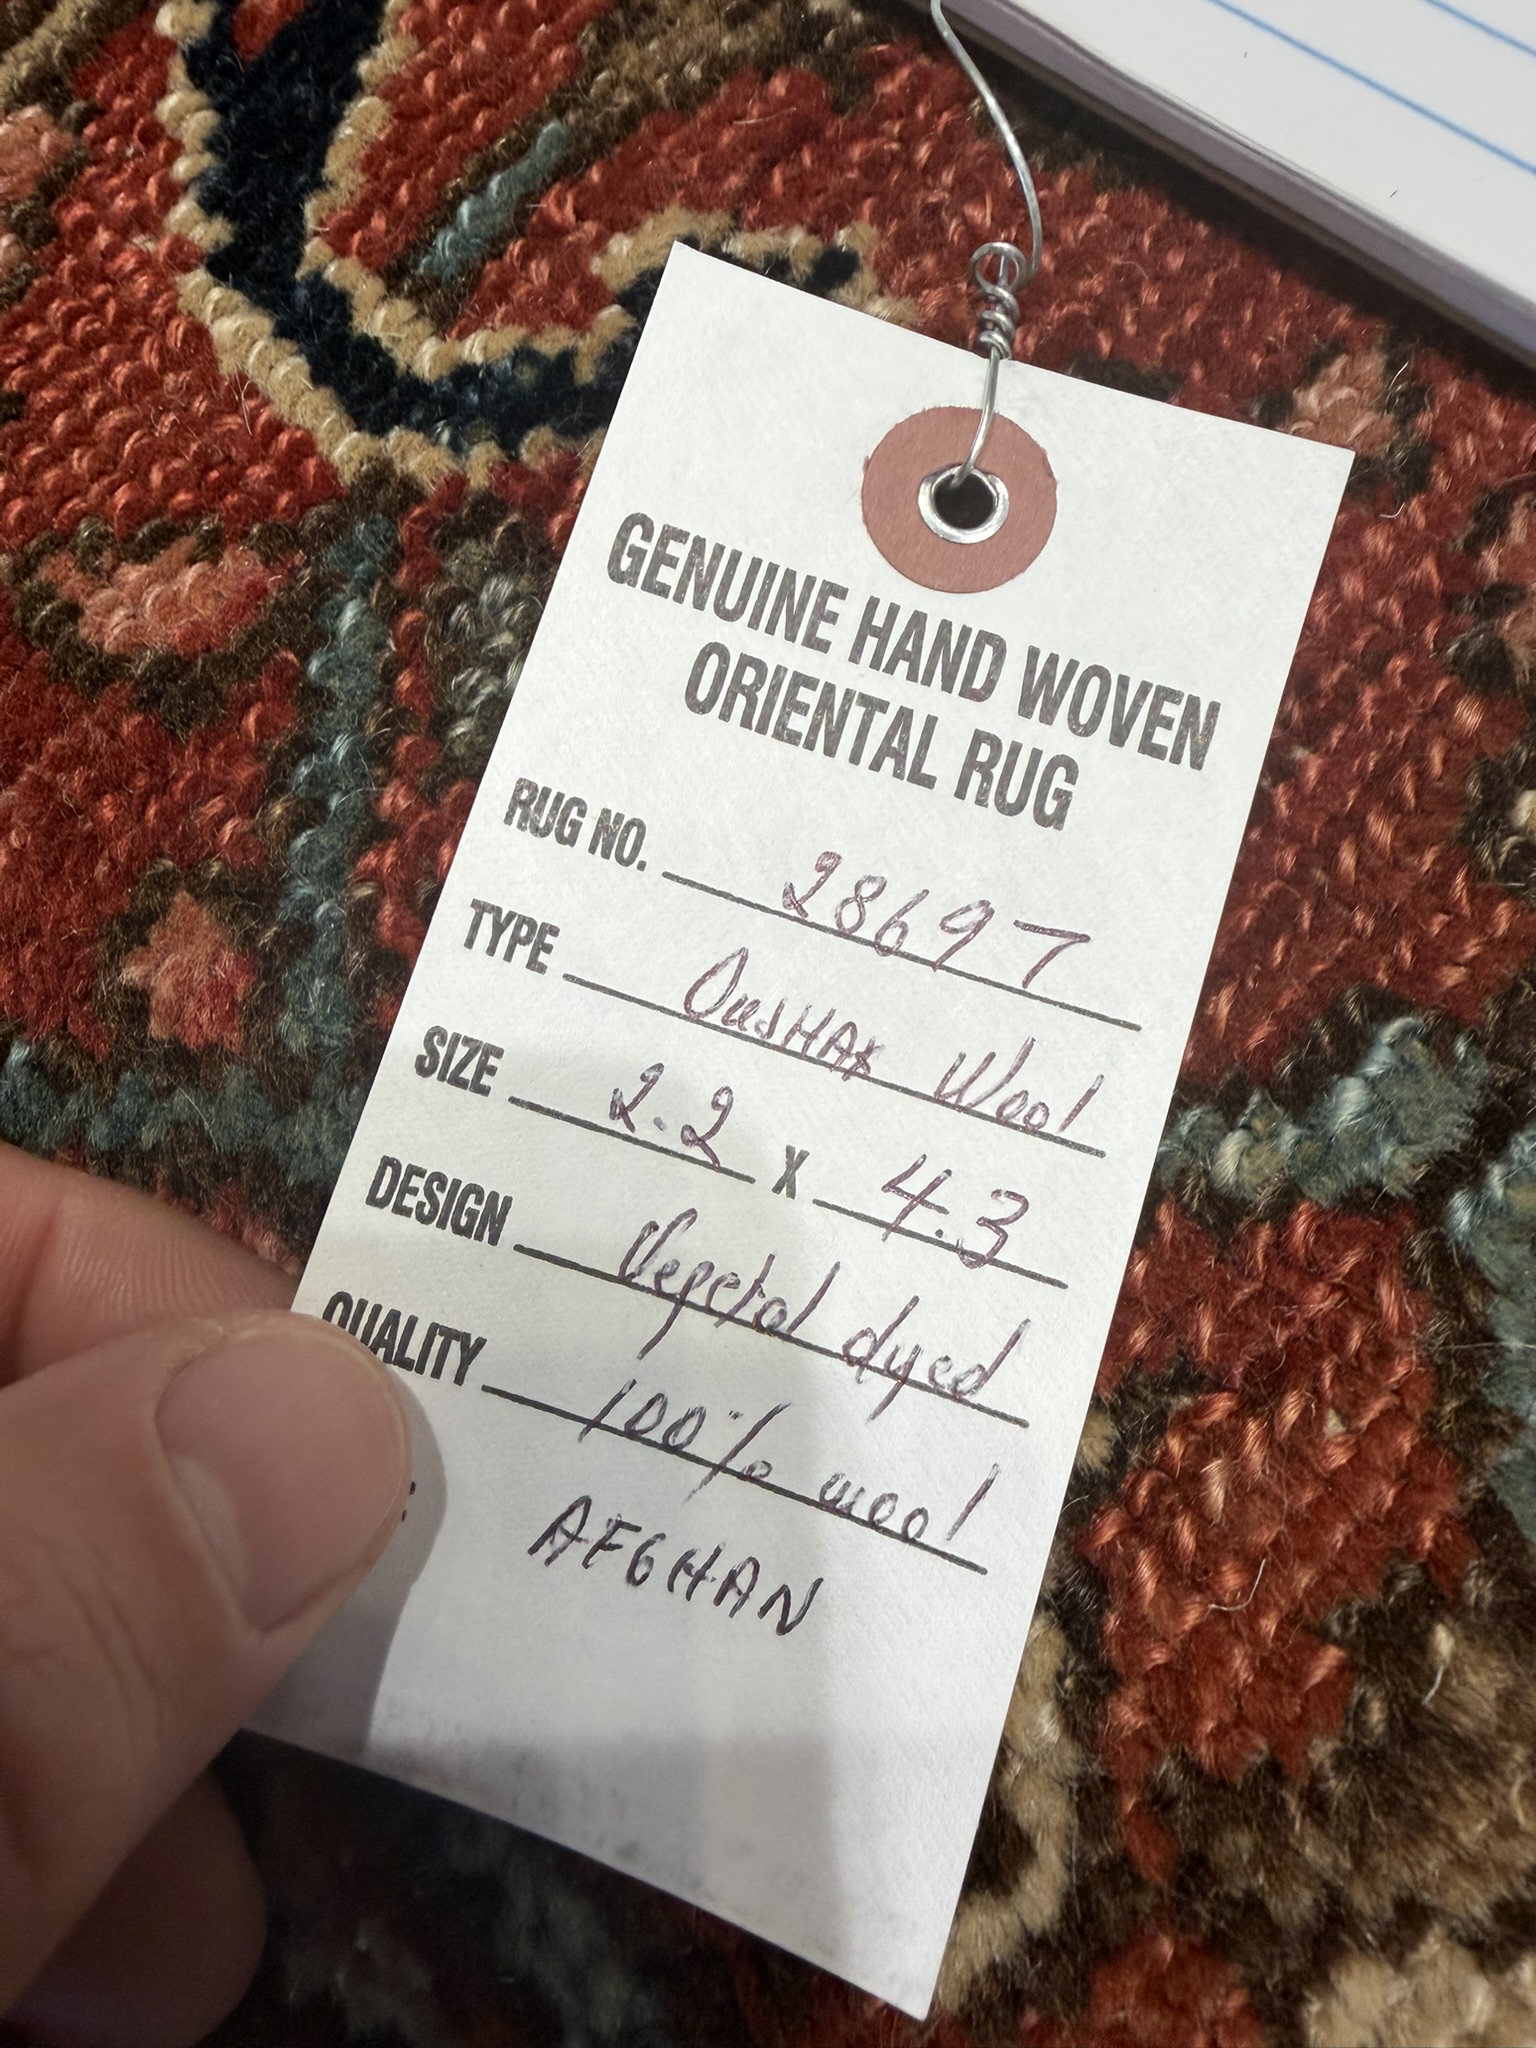 GENUINE HAND WOVEN
ORIENTAL RUG
RUG NO. 28697
TYPE OusHAK Wool
SIZE 2.2 X 4.3
DESIGN Vegetal dyed
QUALITY 100% wool
AFGHAN